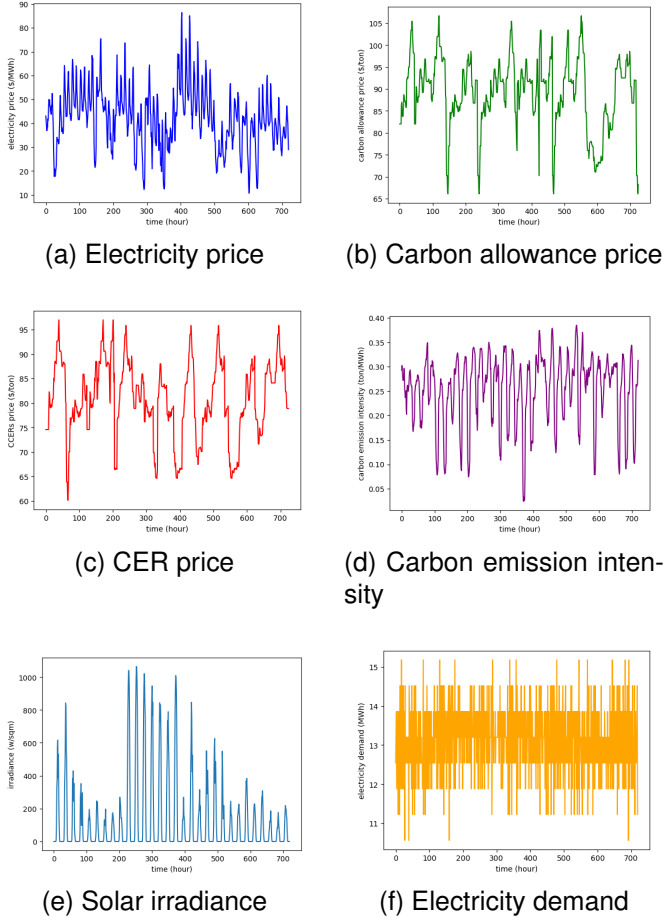 90
80
70
60
50
40
30
20
10
electricity price ($/MWh)
0 100 200 300 400 500 600 700
time (hour)
(a) Electricity price
105
100
95
90
85
80
75
70
65
carbon allowance price ($/ton)
0 100 200 300 400 500 600 700
time (hour)
(b) Carbon allowance price
95
90
85
80
75
70
65
60
CCERs price ($/ton)
0 100 200 300 400 500 600 700
time (hour)
(c) CER price
0.40
0.35
0.30
0.25
0.20
0.15
0.10
0.05
carbon emission intensity (ton/MWh)
0 100 200 300 400 500 600 700
time (hour)
(d) Carbon emission inten-
sity
1000
800
600
400
200
0
irradiance (w/sqm)
0 100 200 300 400 500 600 700
time (hour)
(e) Solar irradiance
15
14
13
12
11
electricity demand (MWh)
0 100 200 300 400 500 600 700
time (hour)
(f) Electricity demand